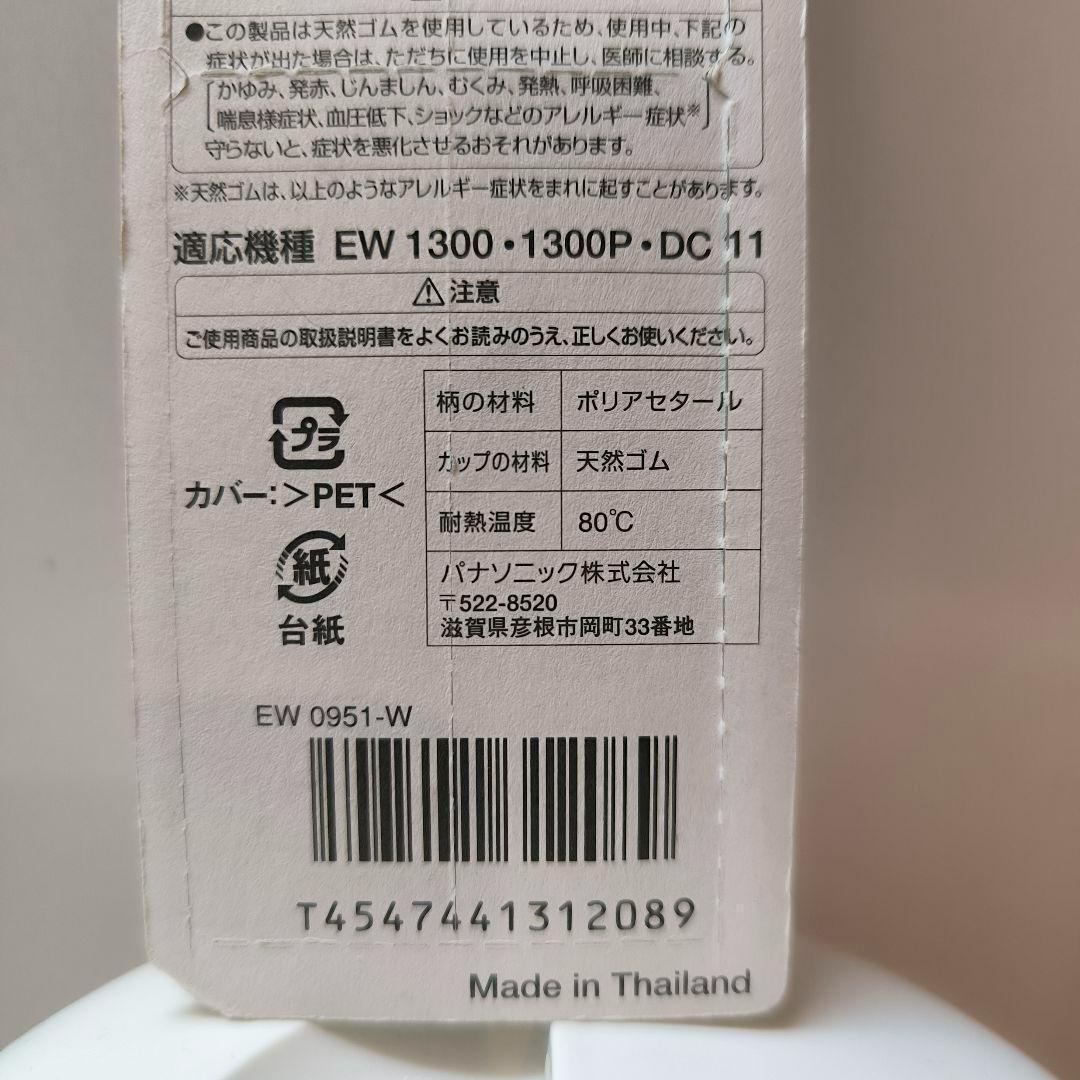 ●この製品は天然ゴムを使用しているため、使用中、下記の
症状が出た場合は、ただちに使用を中止し、医師に相談する。
かゆみ、発赤、じんましん、むくみ、発熱、呼吸困難、
喘息様症状、血圧低下、ショックなどのアレルギー症状※
守らないと、症状を悪化させるおそれがあります。
※天然ゴムは、以上のようなアレルギー症状をまれに起すことがあります。
適応機種 EW 1300・1300P・DC 11
⚠注意
ご使用商品の取扱説明書をよくお読みのうえ、正しくお使いください。
プラ
カバー:>PET<
紙
台紙
柄の材料 ポリアセタール
カップの材料 天然ゴム
耐熱温度 80℃
パナソニック株式会社
〒522-8520
滋賀県彦根市岡町33番地
EW 0951-W
T4547441312089
Made in Thailand